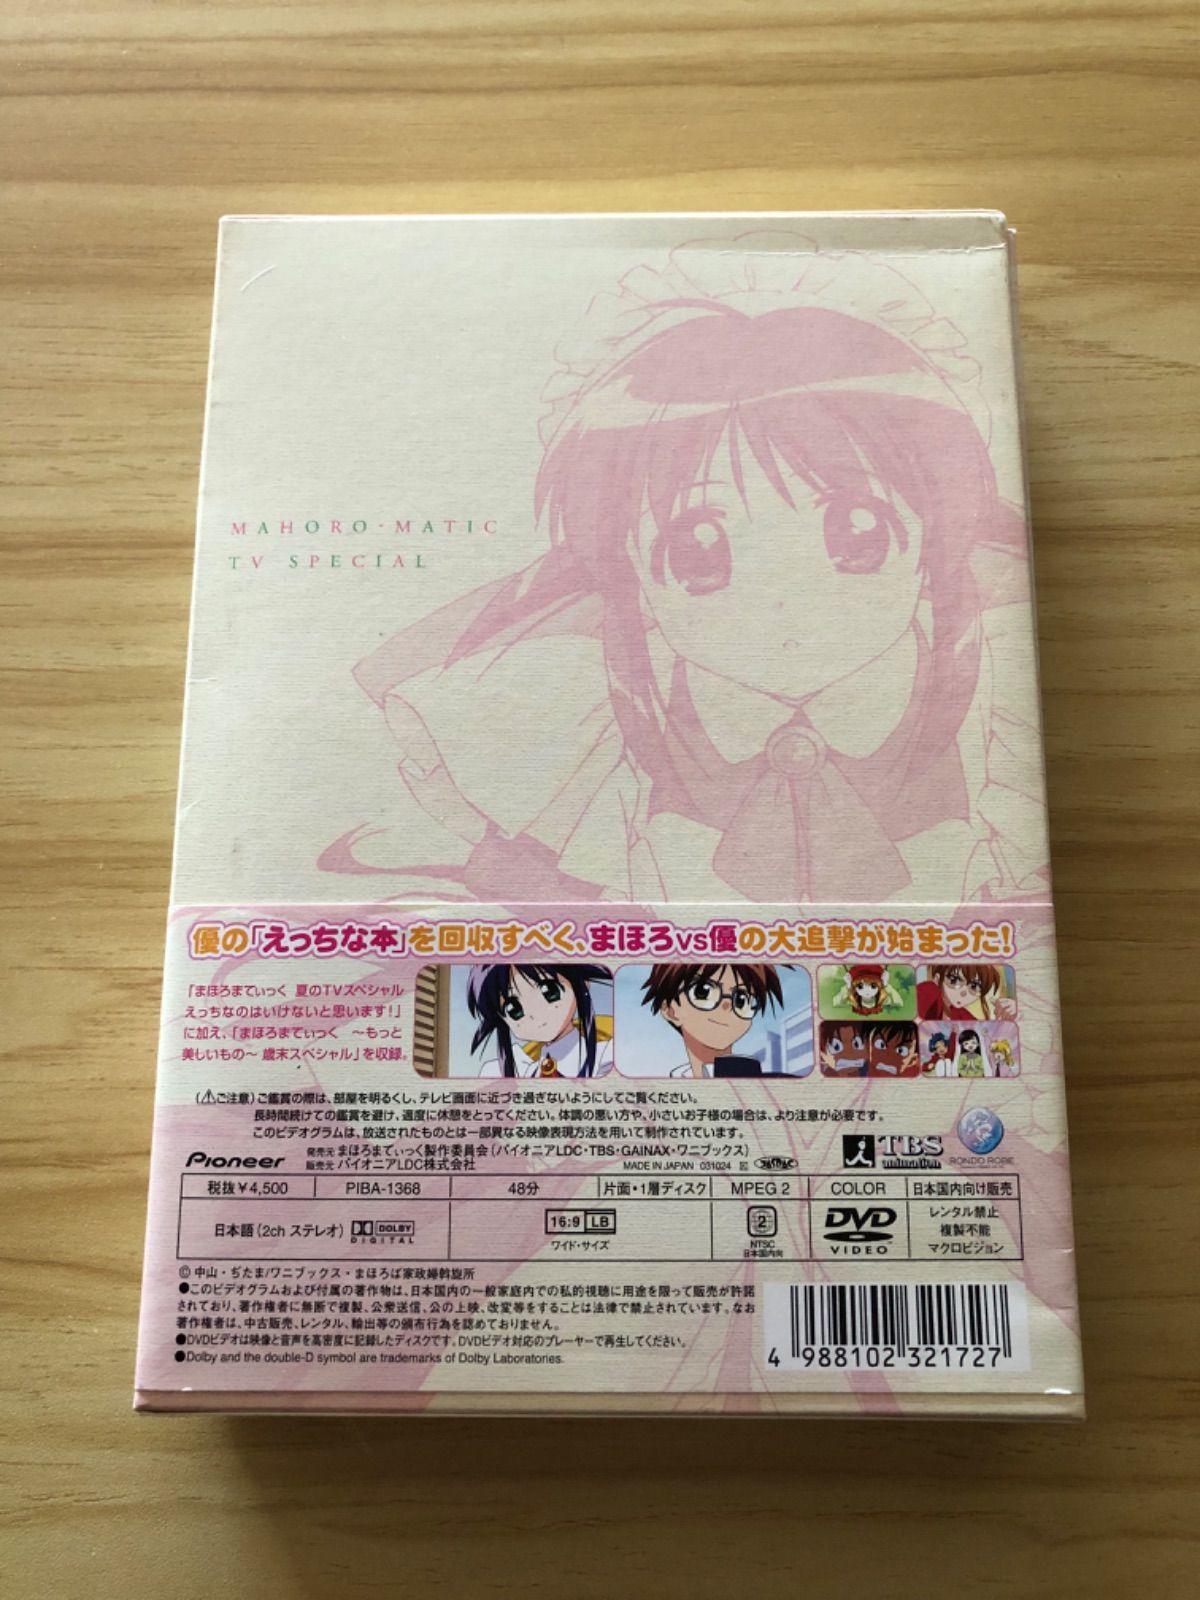 MAHORO·MATIC
TV SPECIAL
優の「えっちな本」を回収すべく、まほろvs優の大追撃が始まった!
「まほろまてぃっく 夏のTVスペシャル
えっちなのはいけないと思います!」
に加え、「まほろまてぃっく ～もっと
美しいもの～ 歳末スペシャル」を収録。
(⚠ご注意) ご鑑賞の際は、部屋を明るくし、テレビ画面に近づき過ぎないようにしてご覧ください。
長時間続けての鑑賞を避け、適度に休憩をとってください。体調の悪い方や、小さいお子様の場合は、より注意が必要です。
このビデオグラムは、放送されたものとは一部異なる映像表現方法を用いて制作されています。
Pioneer
発売元 まほろまてぃっく製作委員会(パイオニアLDC・TBS・GAINAX・ワニブックス)
販売元 パイオニアLDC株式会社
MADE IN JAPAN 031024
TBS
animation
RONDO ROBE
税抜¥4,500 PIBA-1368 48分 片面・1層ディスク MPEG 2 COLOR 日本国内向け販売
日本語(2ch ステレオ) DOLBY
DIGITAL
16:9 LB
ワイド・サイズ
2
NTSC
日本国内向
DVD
VIDEO
レンタル禁止
複製不能
マクロビジョン
© 中山・ぢたま/ワニブックス・まほろば家政婦斡旋所
●このビデオグラムおよび付属の著作物は、日本国内の一般家庭内での私的視聴に用途を限って販売が許諾
されており、著作権者に無断で複製、公衆送信、公の上映、改変等をすることは法律で禁止されています。なお
著作権者は、中古販売、レンタル、輸出等の頒布行為を認めておりません。
●DVDビデオは映像と音声を高密度に記録したディスクです。DVDビデオ対応のプレーヤーで再生してください。
●Dolby and the double-D symbol are trademarks of Dolby Laboratories.
4 988102 321727